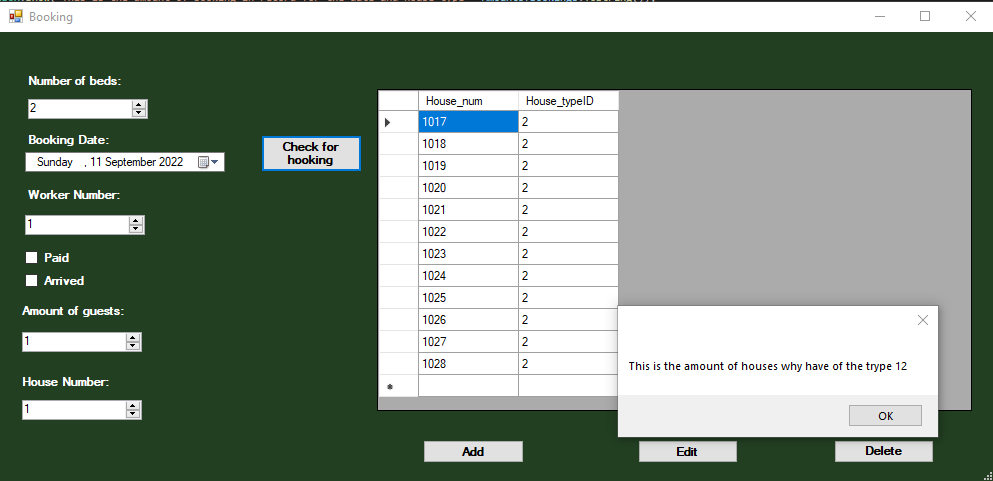 Booking
Number of beds:
2
Booking Date:
Sunday , 11 September 2022
Check for
hooking
Worker Number:
1
Paid
Arrived
Amount of guests:
1
House Number:
1
House_num House_typeID
1017 2
1018 2
1019 2
1020 2
1021 2
1022 2
1023 2
1024 2
1025 2
1026 2
1027 2
1028 2
This is the amount of houses why have of the trype 12
OK
Add
Edit
Delete